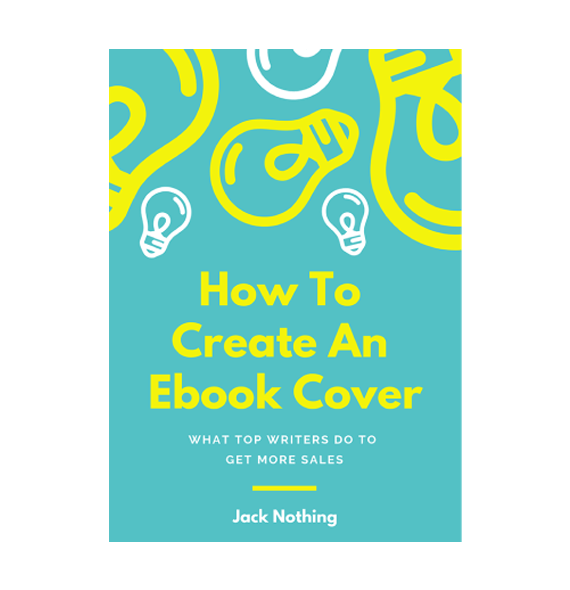 How To
Create An
Ebook Cover
WHAT TOP WRITERS DO TO
GET MORE SALES
Jack Nothing